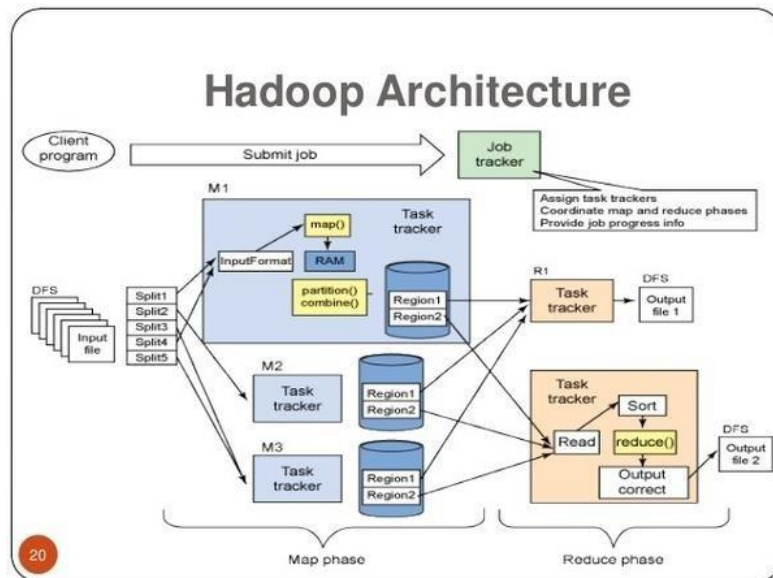 Hadoop Architecture
Client
program
Submit job
Job
tracker
Assign task trackers
Coordinate map and reduce phases
Provide job progress info
M1
Task
tracker
map()
InputFormat
RAM
partition()
combine()
Region1
Region2
DFS
Input
file
Split1
Split2
Split3
Split4
Split5
M2
Task
tracker
Region1
Region2
M3
Task
tracker
Region1
Region2
R1
Task
tracker
DFS
Output
file 1
Task
tracker
Sort
Read
reduce()
Output
correct
DFS
Output
file 2
Map phase
Reduce phase
20